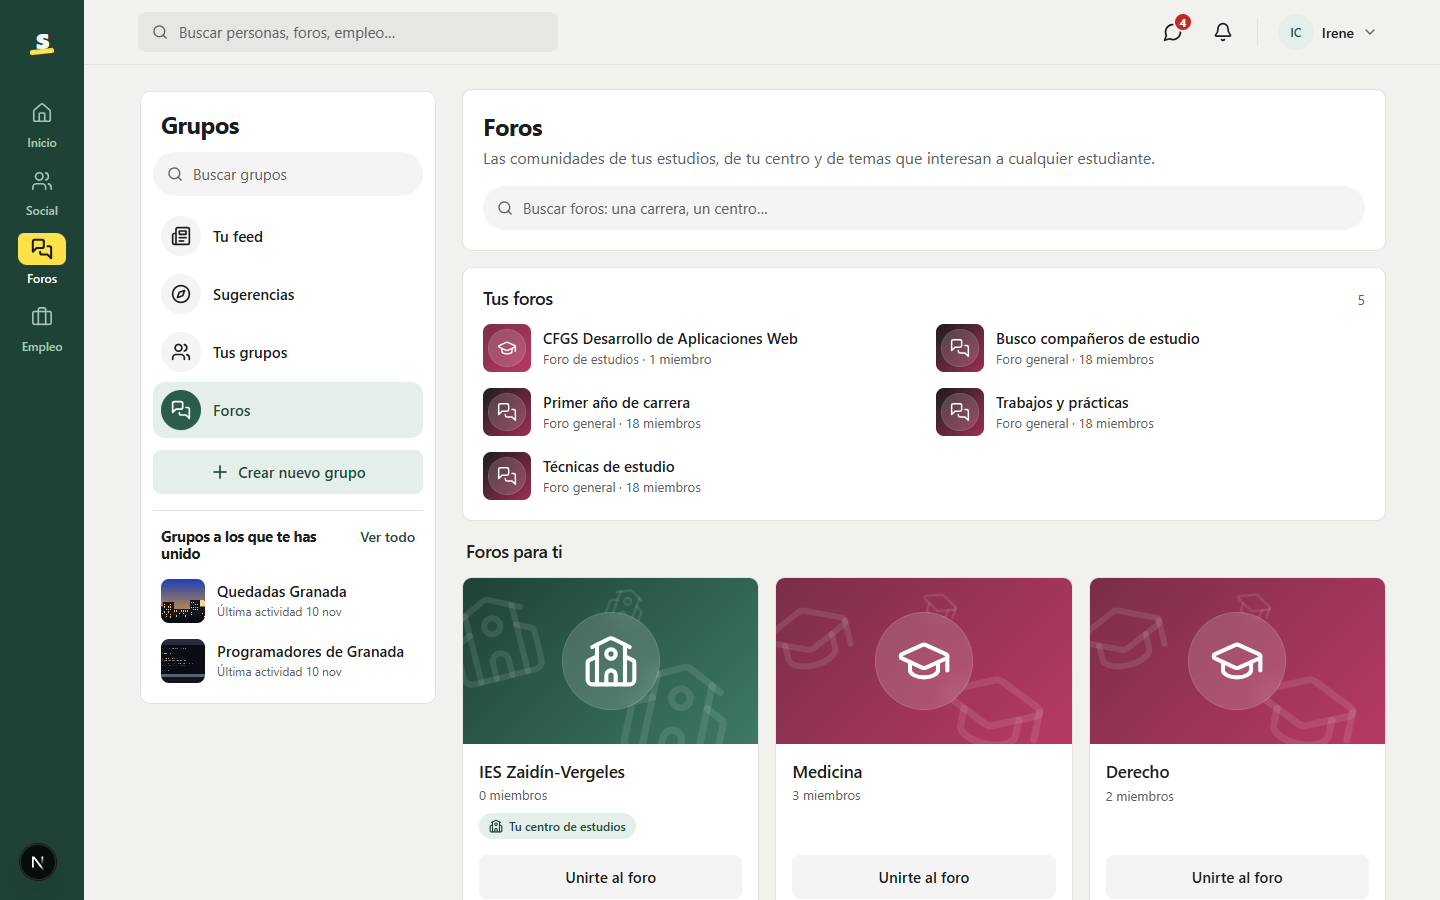 S
Buscar personas, foros, empleo...
4
IC
Irene
Inicio
Social
Foros
Empleo
N
Grupos
Buscar grupos
Tu feed
Sugerencias
Tus grupos
Foros
Crear nuevo grupo
Grupos a los que te has
unido
Ver todo
Quedadas Granada
Última actividad 10 nov
Programadores de Granada
Última actividad 10 nov
Foros
Las comunidades de tus estudios, de tu centro y de temas que interesan a cualquier estudiante.
Buscar foros: una carrera, un centro...
Tus foros
5
CFGS Desarrollo de Aplicaciones Web
Foro de estudios · 1 miembro
Busco compañeros de estudio
Foro general · 18 miembros
Primer año de carrera
Foro general · 18 miembros
Trabajos y prácticas
Foro general · 18 miembros
Técnicas de estudio
Foro general · 18 miembros
Foros para ti
IES Zaidín-Vergeles
0 miembros
Tu centro de estudios
Unirte al foro
Medicina
3 miembros
Unirte al foro
Derecho
2 miembros
Unirte al foro